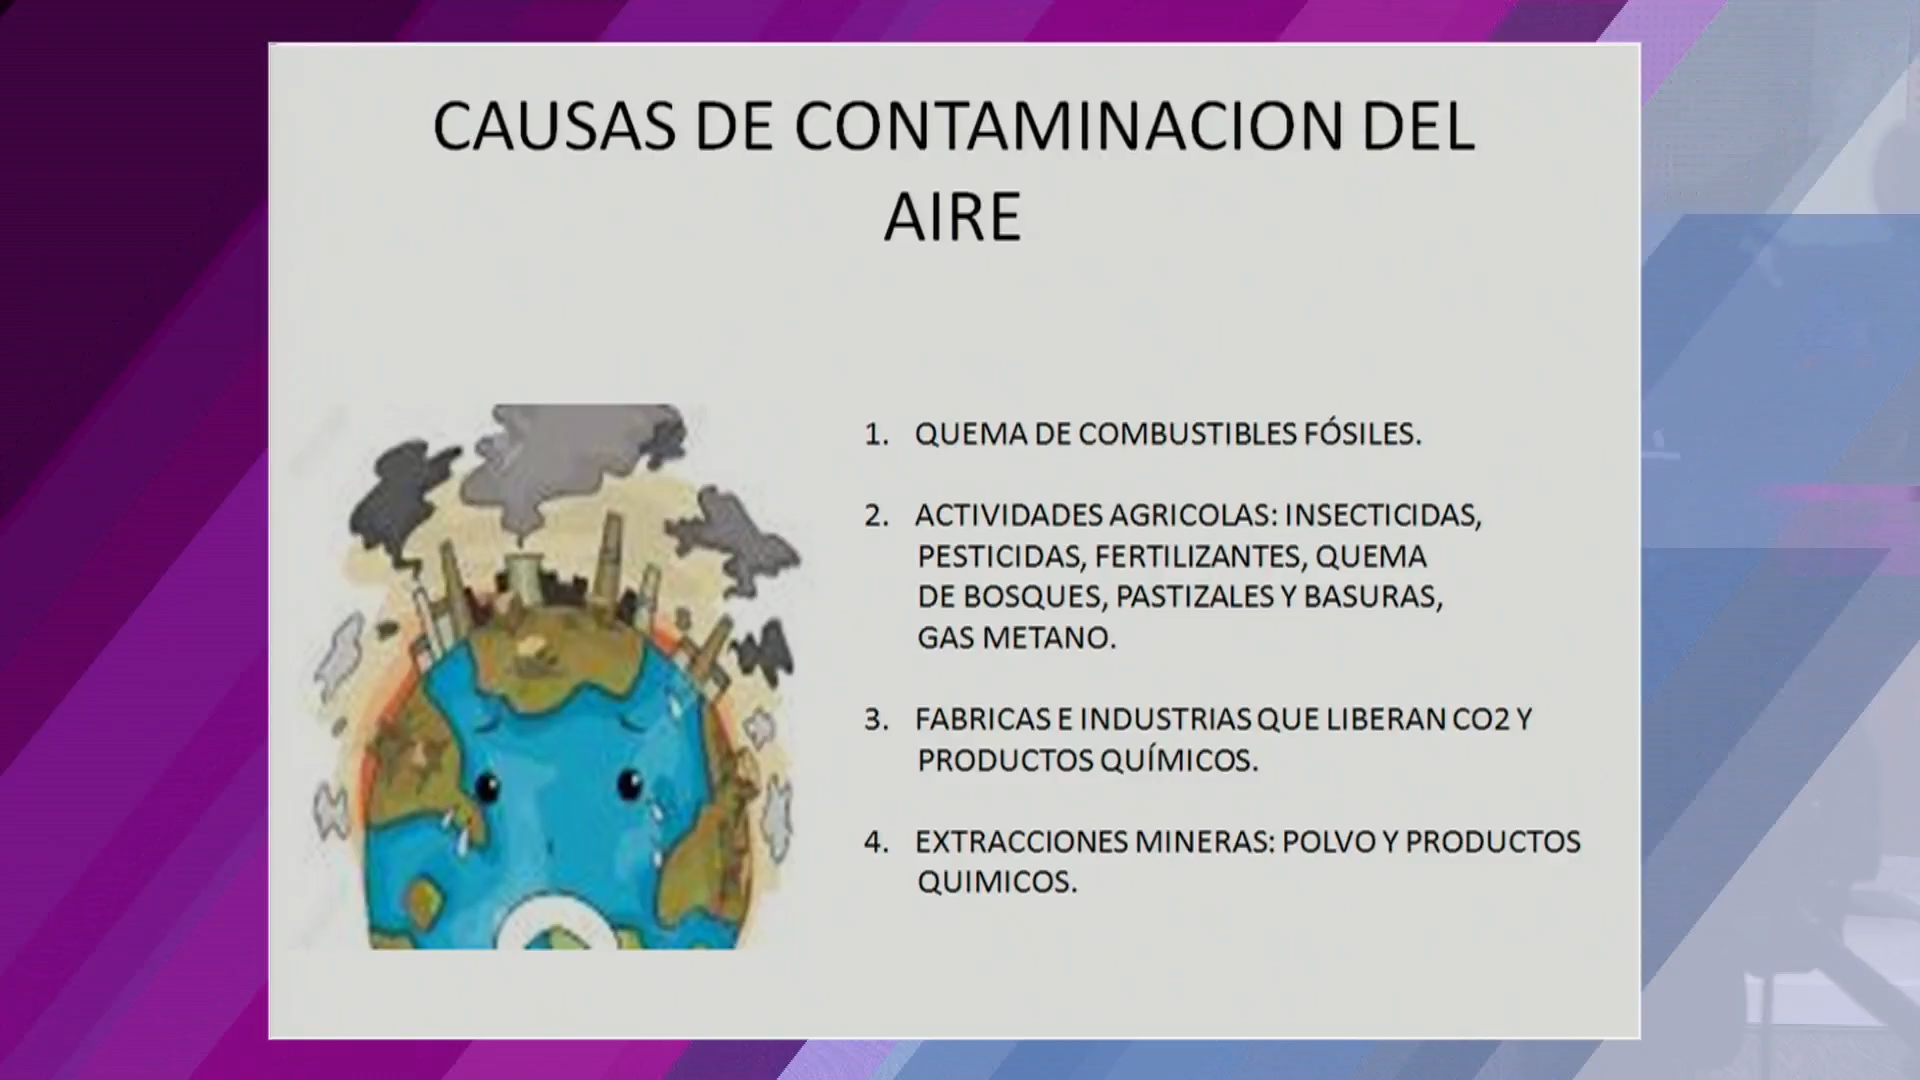 CAUSAS DE CONTAMINACION DEL
AIRE
1. QUEMA DE COMBUSTIBLES FÓSILES.
2. ACTIVIDADES AGRICOLAS: INSECTICIDAS,
PESTICIDAS, FERTILIZANTES, QUEMA
DE BOSQUES, PASTIZALES Y BASURAS,
GAS METANO.
3. FABRICAS E INDUSTRIAS QUE LIBERAN CO2 Y
PRODUCTOS QUÍMICOS.
4. EXTRACCIONES MINERAS: POLVO Y PRODUCTOS
QUIMICOS.